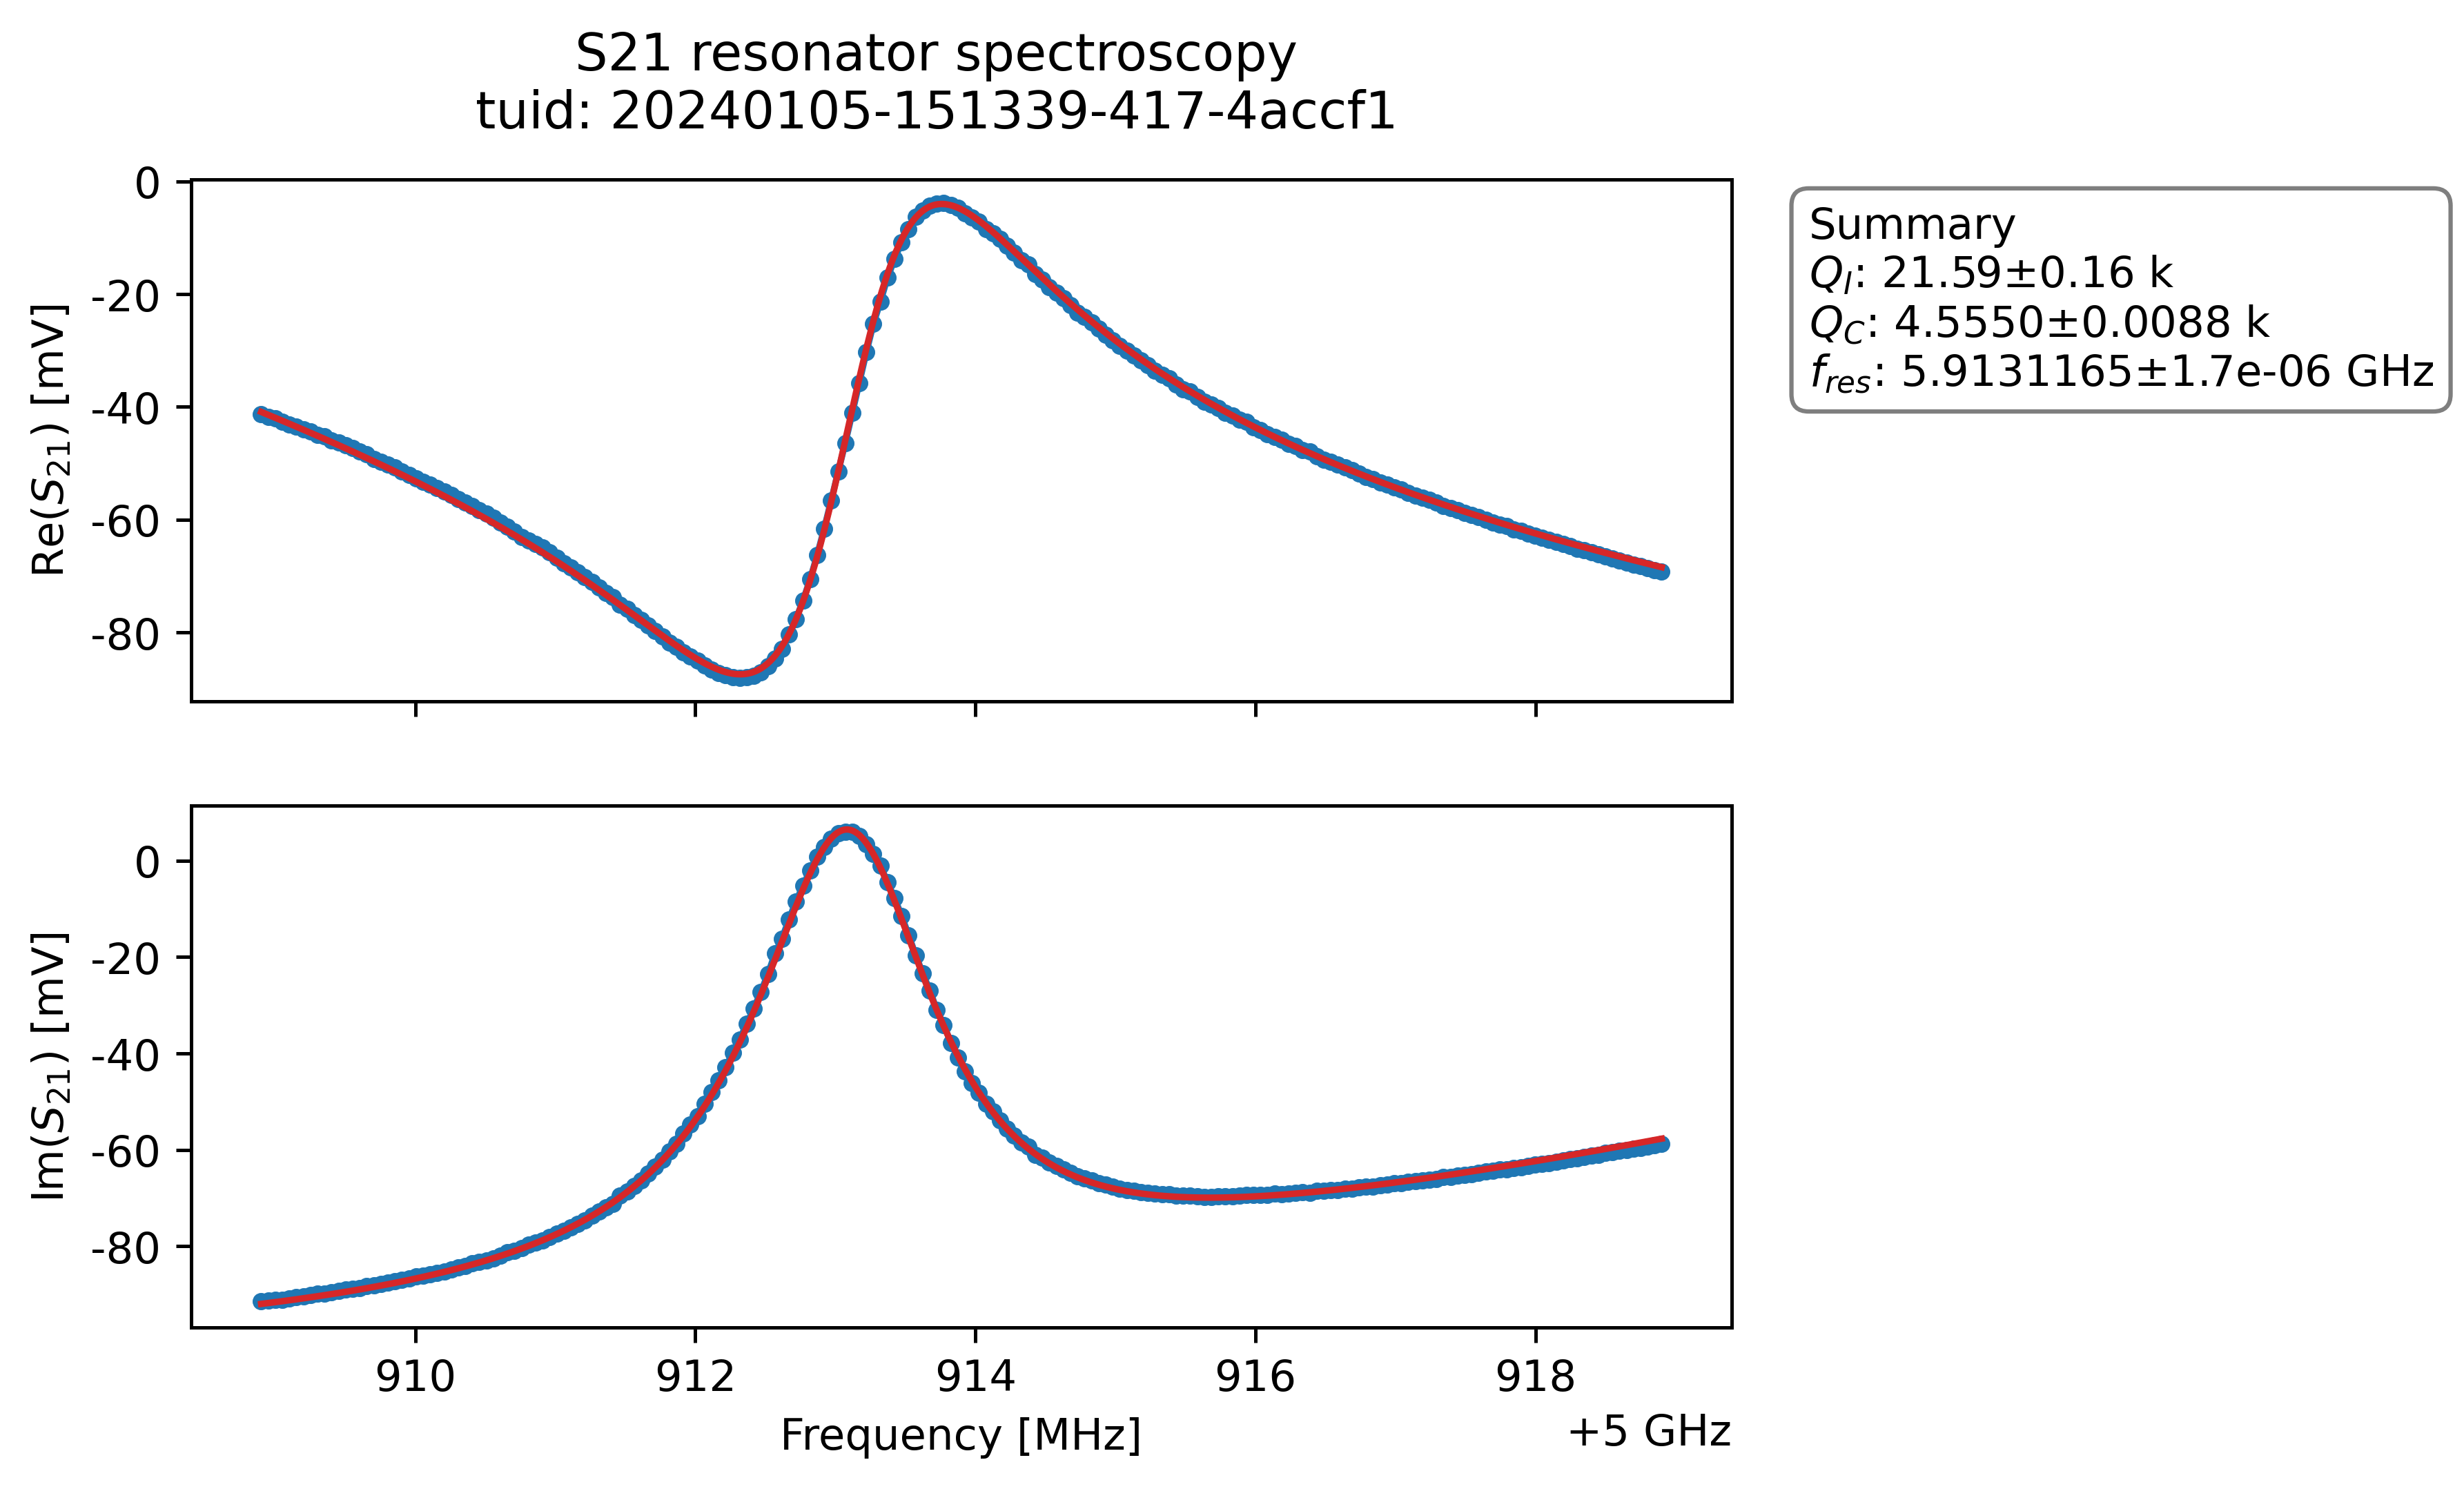 S21 resonator spectroscopy
tuid: 20240105-151339-417-4accf1
0
-20
-40
-60
-80
Re(S21) [mV]
Summary
Ql: 21.59±0.16 k
QC: 4.5550±0.0088 k
fres: 5.9131165±1.7e-06 GHz
0
-20
-40
-60
-80
Im(S21) [mV]
910 912 914 916 918
Frequency [MHz]
+5 GHz